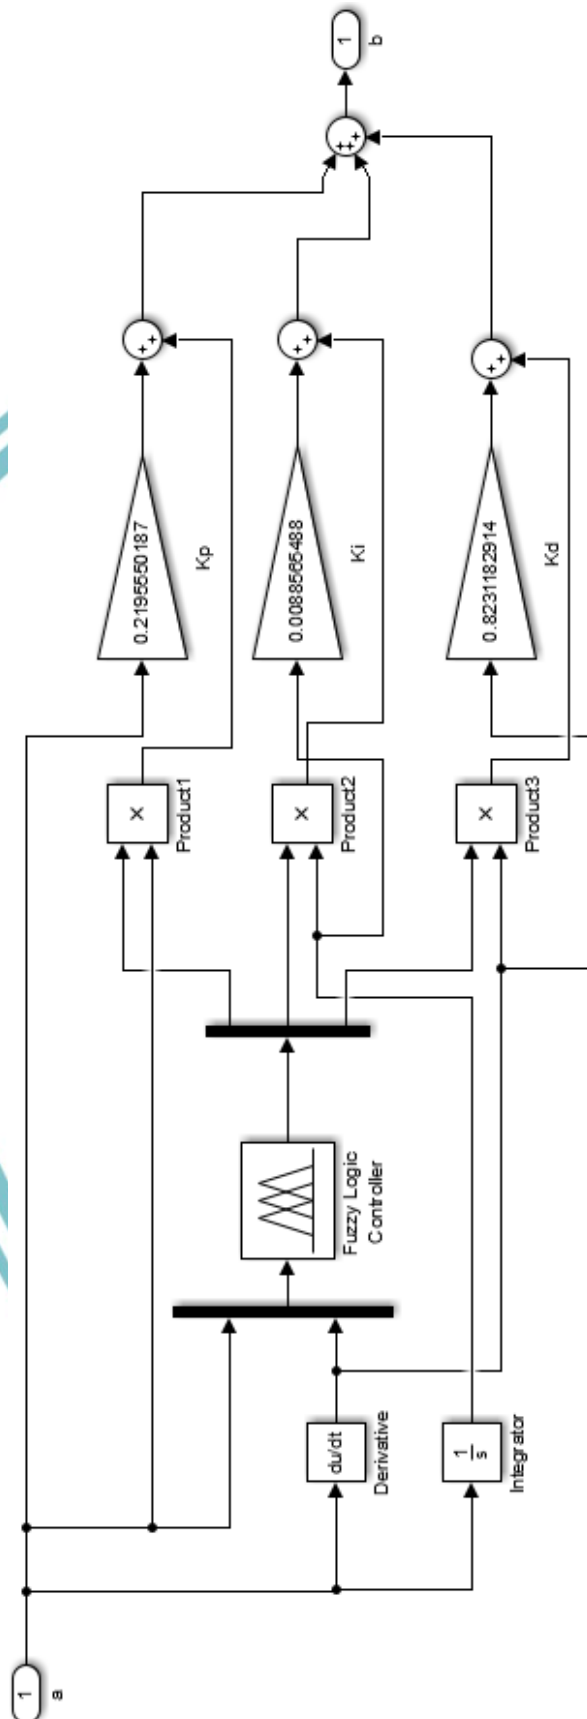 1
a
du/dt
Derivative
1
s
Integrator
Fuzzy Logic
Controller
×
Product1
×
Product2
×
Product3
0.2195550187
Kp
0.0088565488
Ki
0.8231182914
Kd
+
+
+
+
+
+
+
+
+
1
b